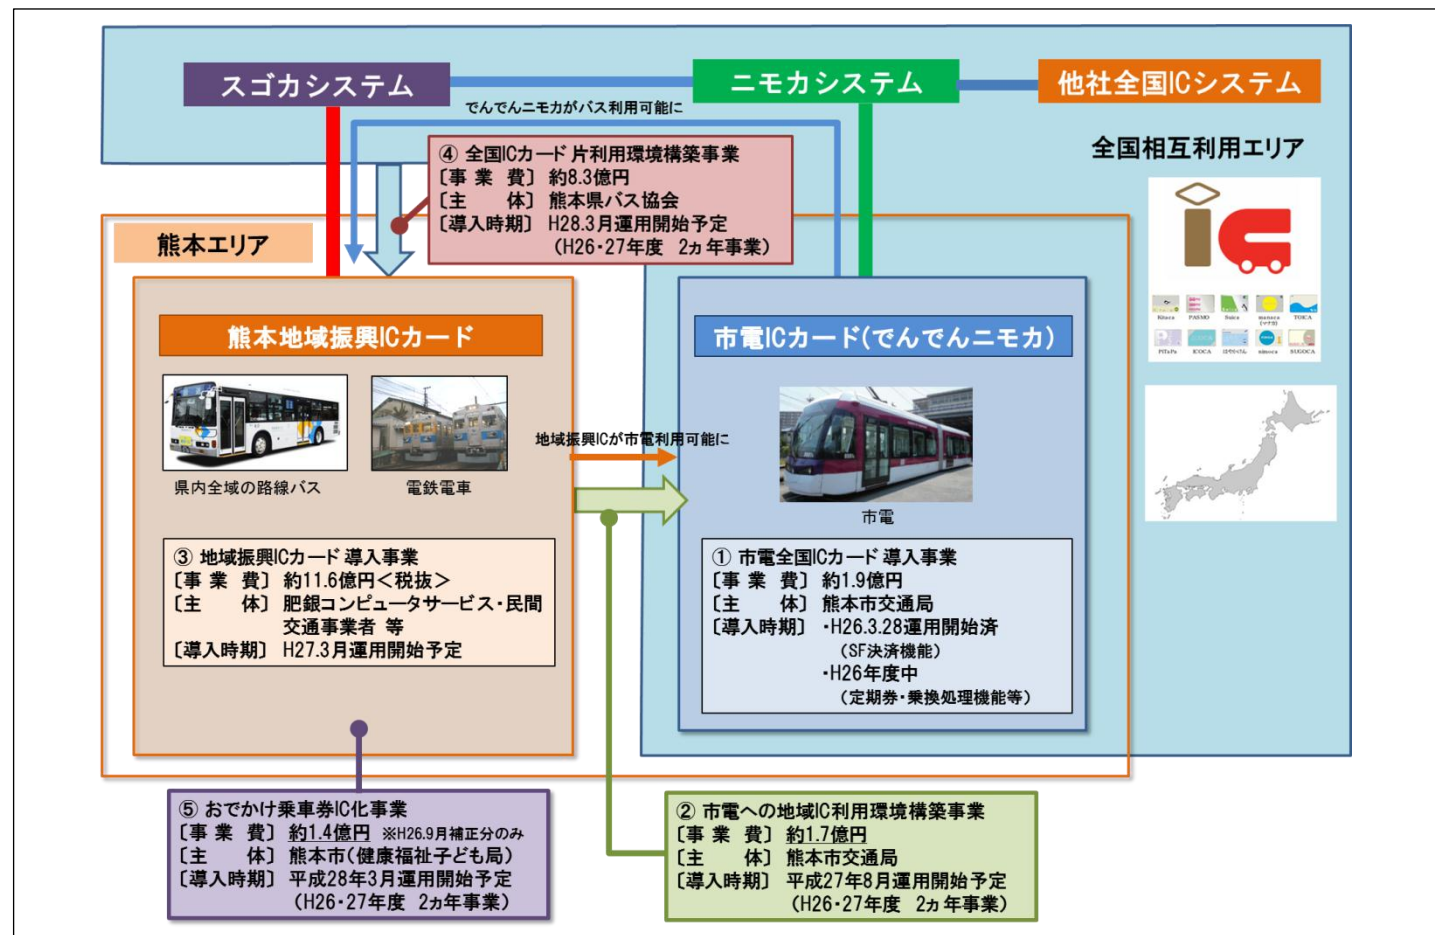 スゴカシステム
ニモカシステム
他社全国ICシステム
でんでんニモカがバス利用可能に
全国相互利用エリア
④ 全国ICカード片利用環境構築事業
〔事 業 費〕 約8.3億円
〔主 体〕 熊本県バス協会
〔導入時期〕 H28.3月運用開始予定
（H26・27年度 2ヵ年事業）
熊本エリア
熊本地域振興ICカード
県内全域の路線バス
電鉄電車
地域振興ICが市電利用可能に
③ 地域振興ICカード 導入事業
〔事 業 費〕 約11.6億円＜税抜＞
〔主 体〕 肥銀コンピュータサービス・民間
交通事業者 等
〔導入時期〕 H27.3月運用開始予定
市電ICカード（でんでんニモカ）
市電
① 市電全国ICカード 導入事業
〔事 業 費〕 約1.9億円
〔主 体〕 熊本市交通局
〔導入時期〕 ・H26.3.28運用開始済
（SF決済機能）
・H26年度中
（定期券・乗換処理機能等）
IC
Kitaca PASMO Suica manaca TOICA
(マナカ)
PiTaPa ICOCA はやかけん nimoca SUGOCA
⑤ おでかけ乗車券IC化事業
〔事 業 費〕 約1.4億円 ※H26.9月補正分のみ
〔主 体〕 熊本市（健康福祉子ども局）
〔導入時期〕 平成28年3月運用開始予定
（H26・27年度 2ヵ年事業）
② 市電への地域IC利用環境構築事業
〔事 業 費〕 約1.7億円
〔主 体〕 熊本市交通局
〔導入時期〕 平成27年8月運用開始予定
（H26・27年度 2ヵ年事業）